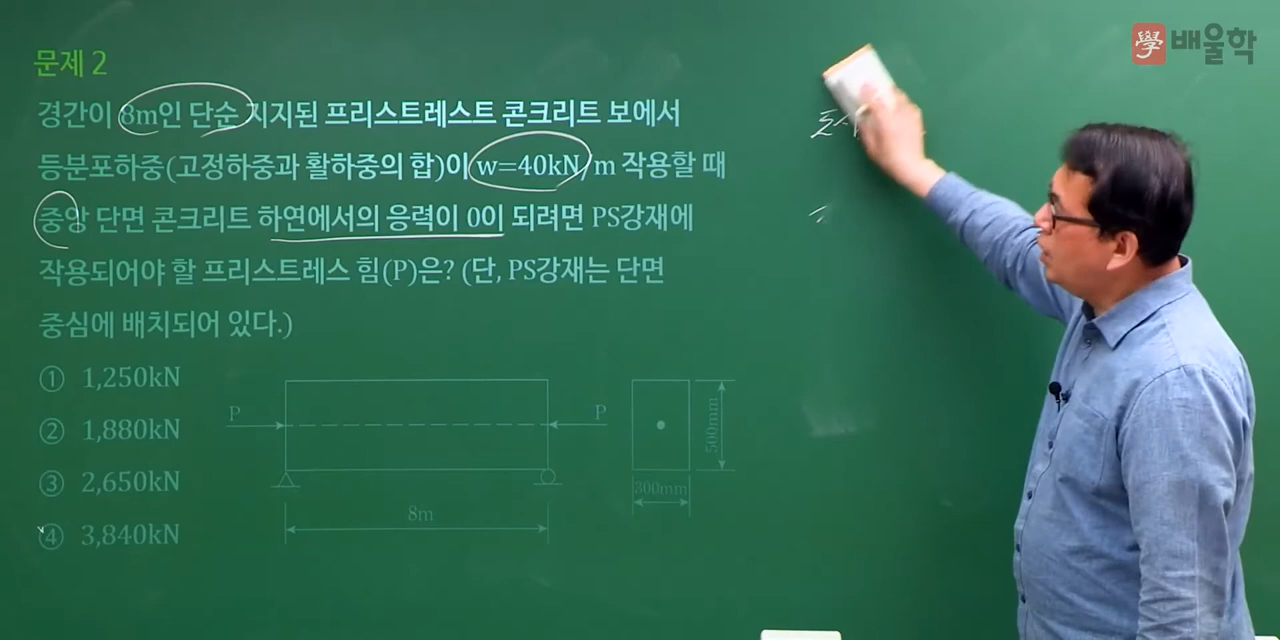 學 배울학
문제 2
경간이 8m인 단순 지지된 프리스트레스트 콘크리트 보에서
등분포하중(고정하중과 활하중의 합)이 w=40kN/m 작용할 때
중앙 단면 콘크리트 하연에서의 응력이 0이 되려면 PS강재에
작용되어야 할 프리스트레스 힘(P)은? (단, PS강재는 단면
중심에 배치되어 있다.)
① 1,250kN
② 1,880kN
③ 2,650kN
④ 3,840kN
P
P
8m
500mm
300mm